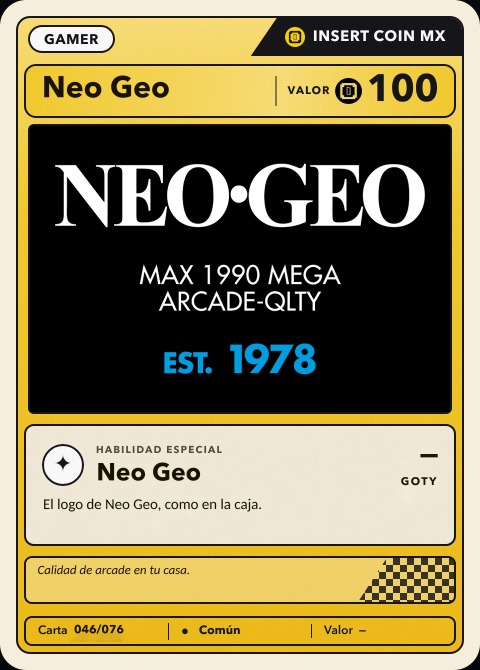 GAMER
INSERT COIN MX
Neo Geo
VALOR 100
NEO•GEO
MAX 1990 MEGA
ARCADE-QLTY
EST. 1978
HABILIDAD ESPECIAL
Neo Geo
—
GOTY
El logo de Neo Geo, como en la caja.
Calidad de arcade en tu casa.
Carta 046/076 • Común Valor –